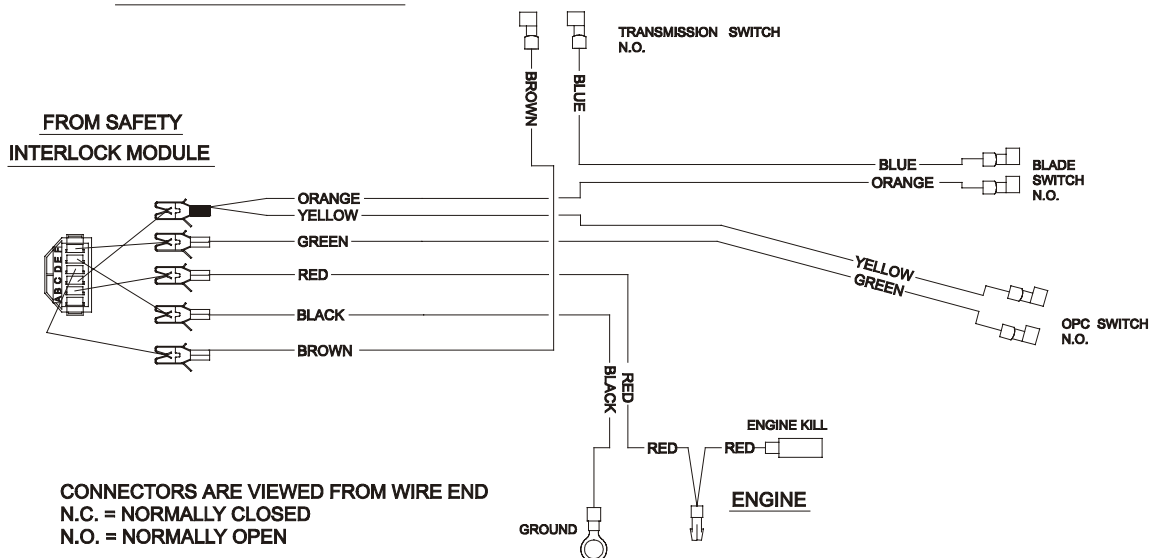 TRANSMISSION SWITCH
N.O.
BROWN
BLUE
FROM SAFETY
INTERLOCK MODULE
BLUE
BLADE
SWITCH
N.O.
ORANGE
ORANGE
YELLOW
GREEN
A B C D E F
RED
YELLOW
GREEN
BLACK
OPC SWITCH
N.O.
BROWN
BLACK
RED
ENGINE KILL
RED
RED
ENGINE
CONNECTORS ARE VIEWED FROM WIRE END
N.C. = NORMALLY CLOSED
N.O. = NORMALLY OPEN
GROUND